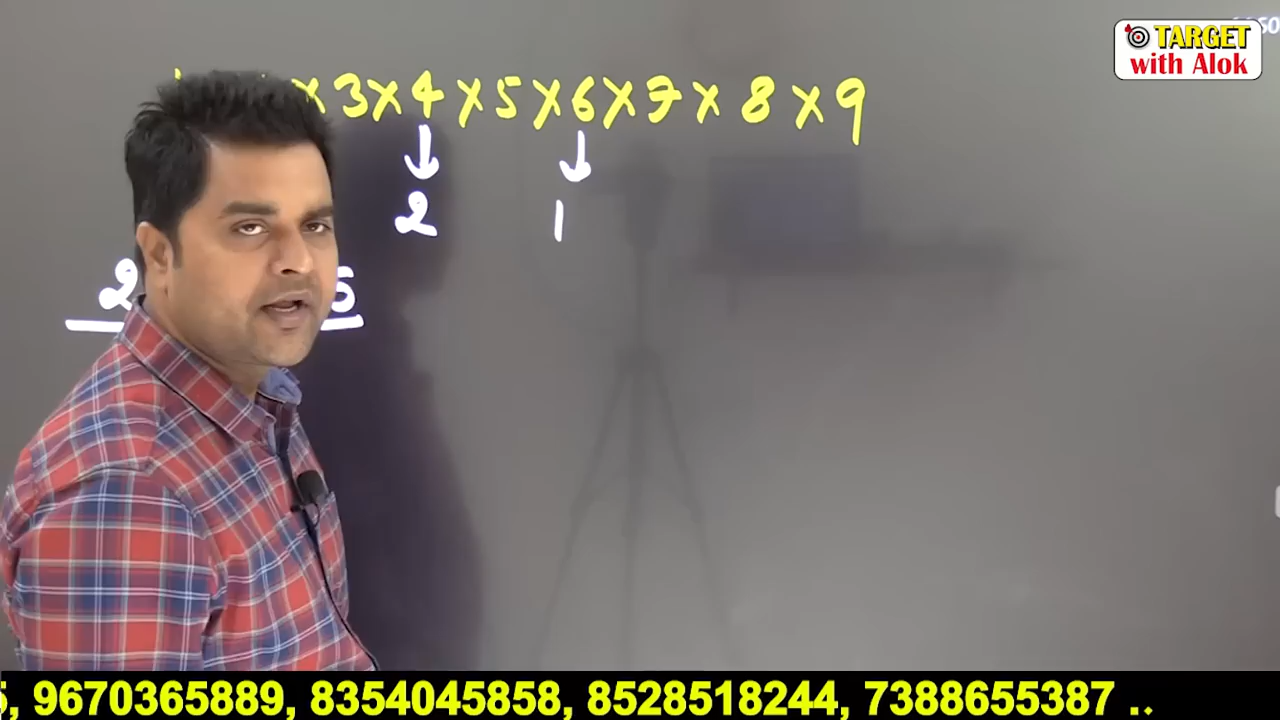 TARGET
with Alok
x 3 x 4 x 5 x 6 x 7 x 8 x 9
↓ ↓
2 1
2 5
9670365889, 8354045858, 8528518244, 7388655387 ..